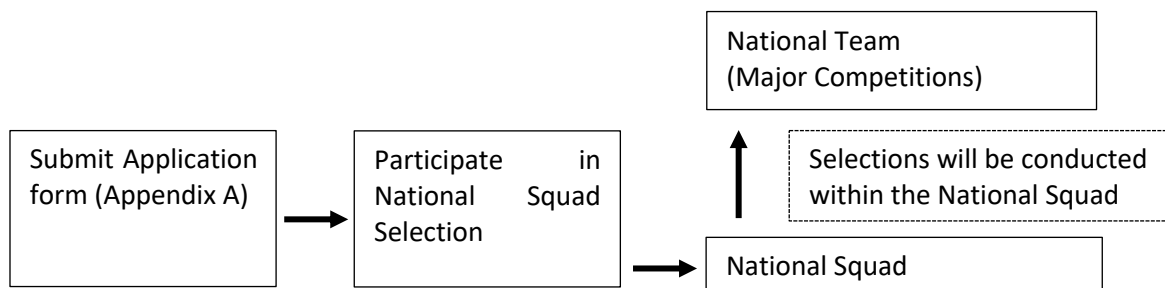 Submit Application
form (Appendix A)
Participate in
National Squad
Selection
National Team
(Major Competitions)
Selections will be conducted
within the National Squad
National Squad